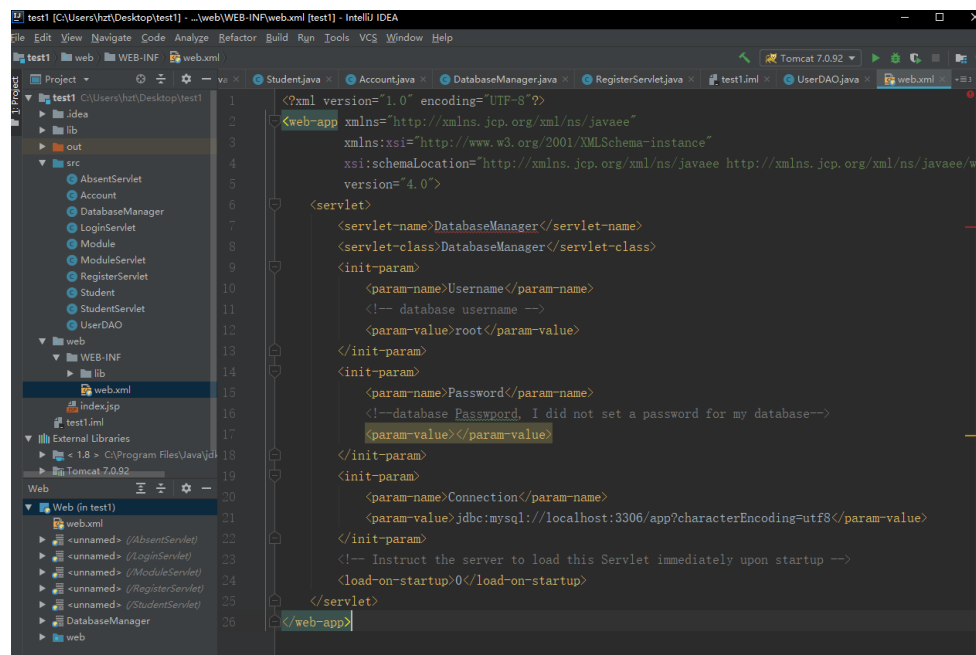 test1 [C:\Users\hzt\Desktop\test1] - ...\web\WEB-INF\web.xml [test1] - IntelliJ IDEA
File Edit View Navigate Code Analyze Refactor Build Run Tools VCS Window Help
test1 web WEB-INF web.xml Tomcat 7.0.92
Project Student.java Account.java DatabaseManager.java RegisterServlet.java test1.iml UserDAO.java web.xml
1: Project
test1 C:\Users\hzt\Desktop\test1
.idea
lib
out
src
AbsentServlet
Account
DatabaseManager
LoginServlet
Module
ModuleServlet
RegisterServlet
Student
StudentServlet
UserDAO
web
WEB-INF
lib
web.xml
index.jsp
test1.iml
External Libraries
< 1.8 > C:\Program Files\Java\jd
Tomcat 7.0.92
Web
Web (in test1)
web.xml
<unnamed> (/AbsentServlet)
<unnamed> (/LoginServlet)
<unnamed> (/ModuleServlet)
<unnamed> (/RegisterServlet)
<unnamed> (/StudentServlet)
DatabaseManager
web
1 <?xml version="1.0" encoding="UTF-8"?>
2 <web-app xmlns="http://xmlns.jcp.org/xml/ns/javaee"
3 xmlns:xsi="http://www.w3.org/2001/XMLSchema-instance"
4 xsi:schemaLocation="http://xmlns.jcp.org/xml/ns/javaee http://xmlns.jcp.org/xml/ns/javaee/w
5 version="4.0">
6 <servlet>
7 <servlet-name>DatabaseManager</servlet-name>
8 <servlet-class>DatabaseManager</servlet-class>
9 <init-param>
10 <param-name>Username</param-name>
11 <!-- database username -->
12 <param-value>root</param-value>
13 </init-param>
14 <init-param>
15 <param-name>Password</param-name>
16 <!--database Passwpord, I did not set a password for my database-->
17 <param-value></param-value>
18 </init-param>
19 <init-param>
20 <param-name>Connection</param-name>
21 <param-value>jdbc:mysql://localhost:3306/app?characterEncoding=utf8</param-value>
22 </init-param>
23 <!-- Instruct the server to load this Servlet immediately upon startup -->
24 <load-on-startup>0</load-on-startup>
25 </servlet>
26 </web-app>